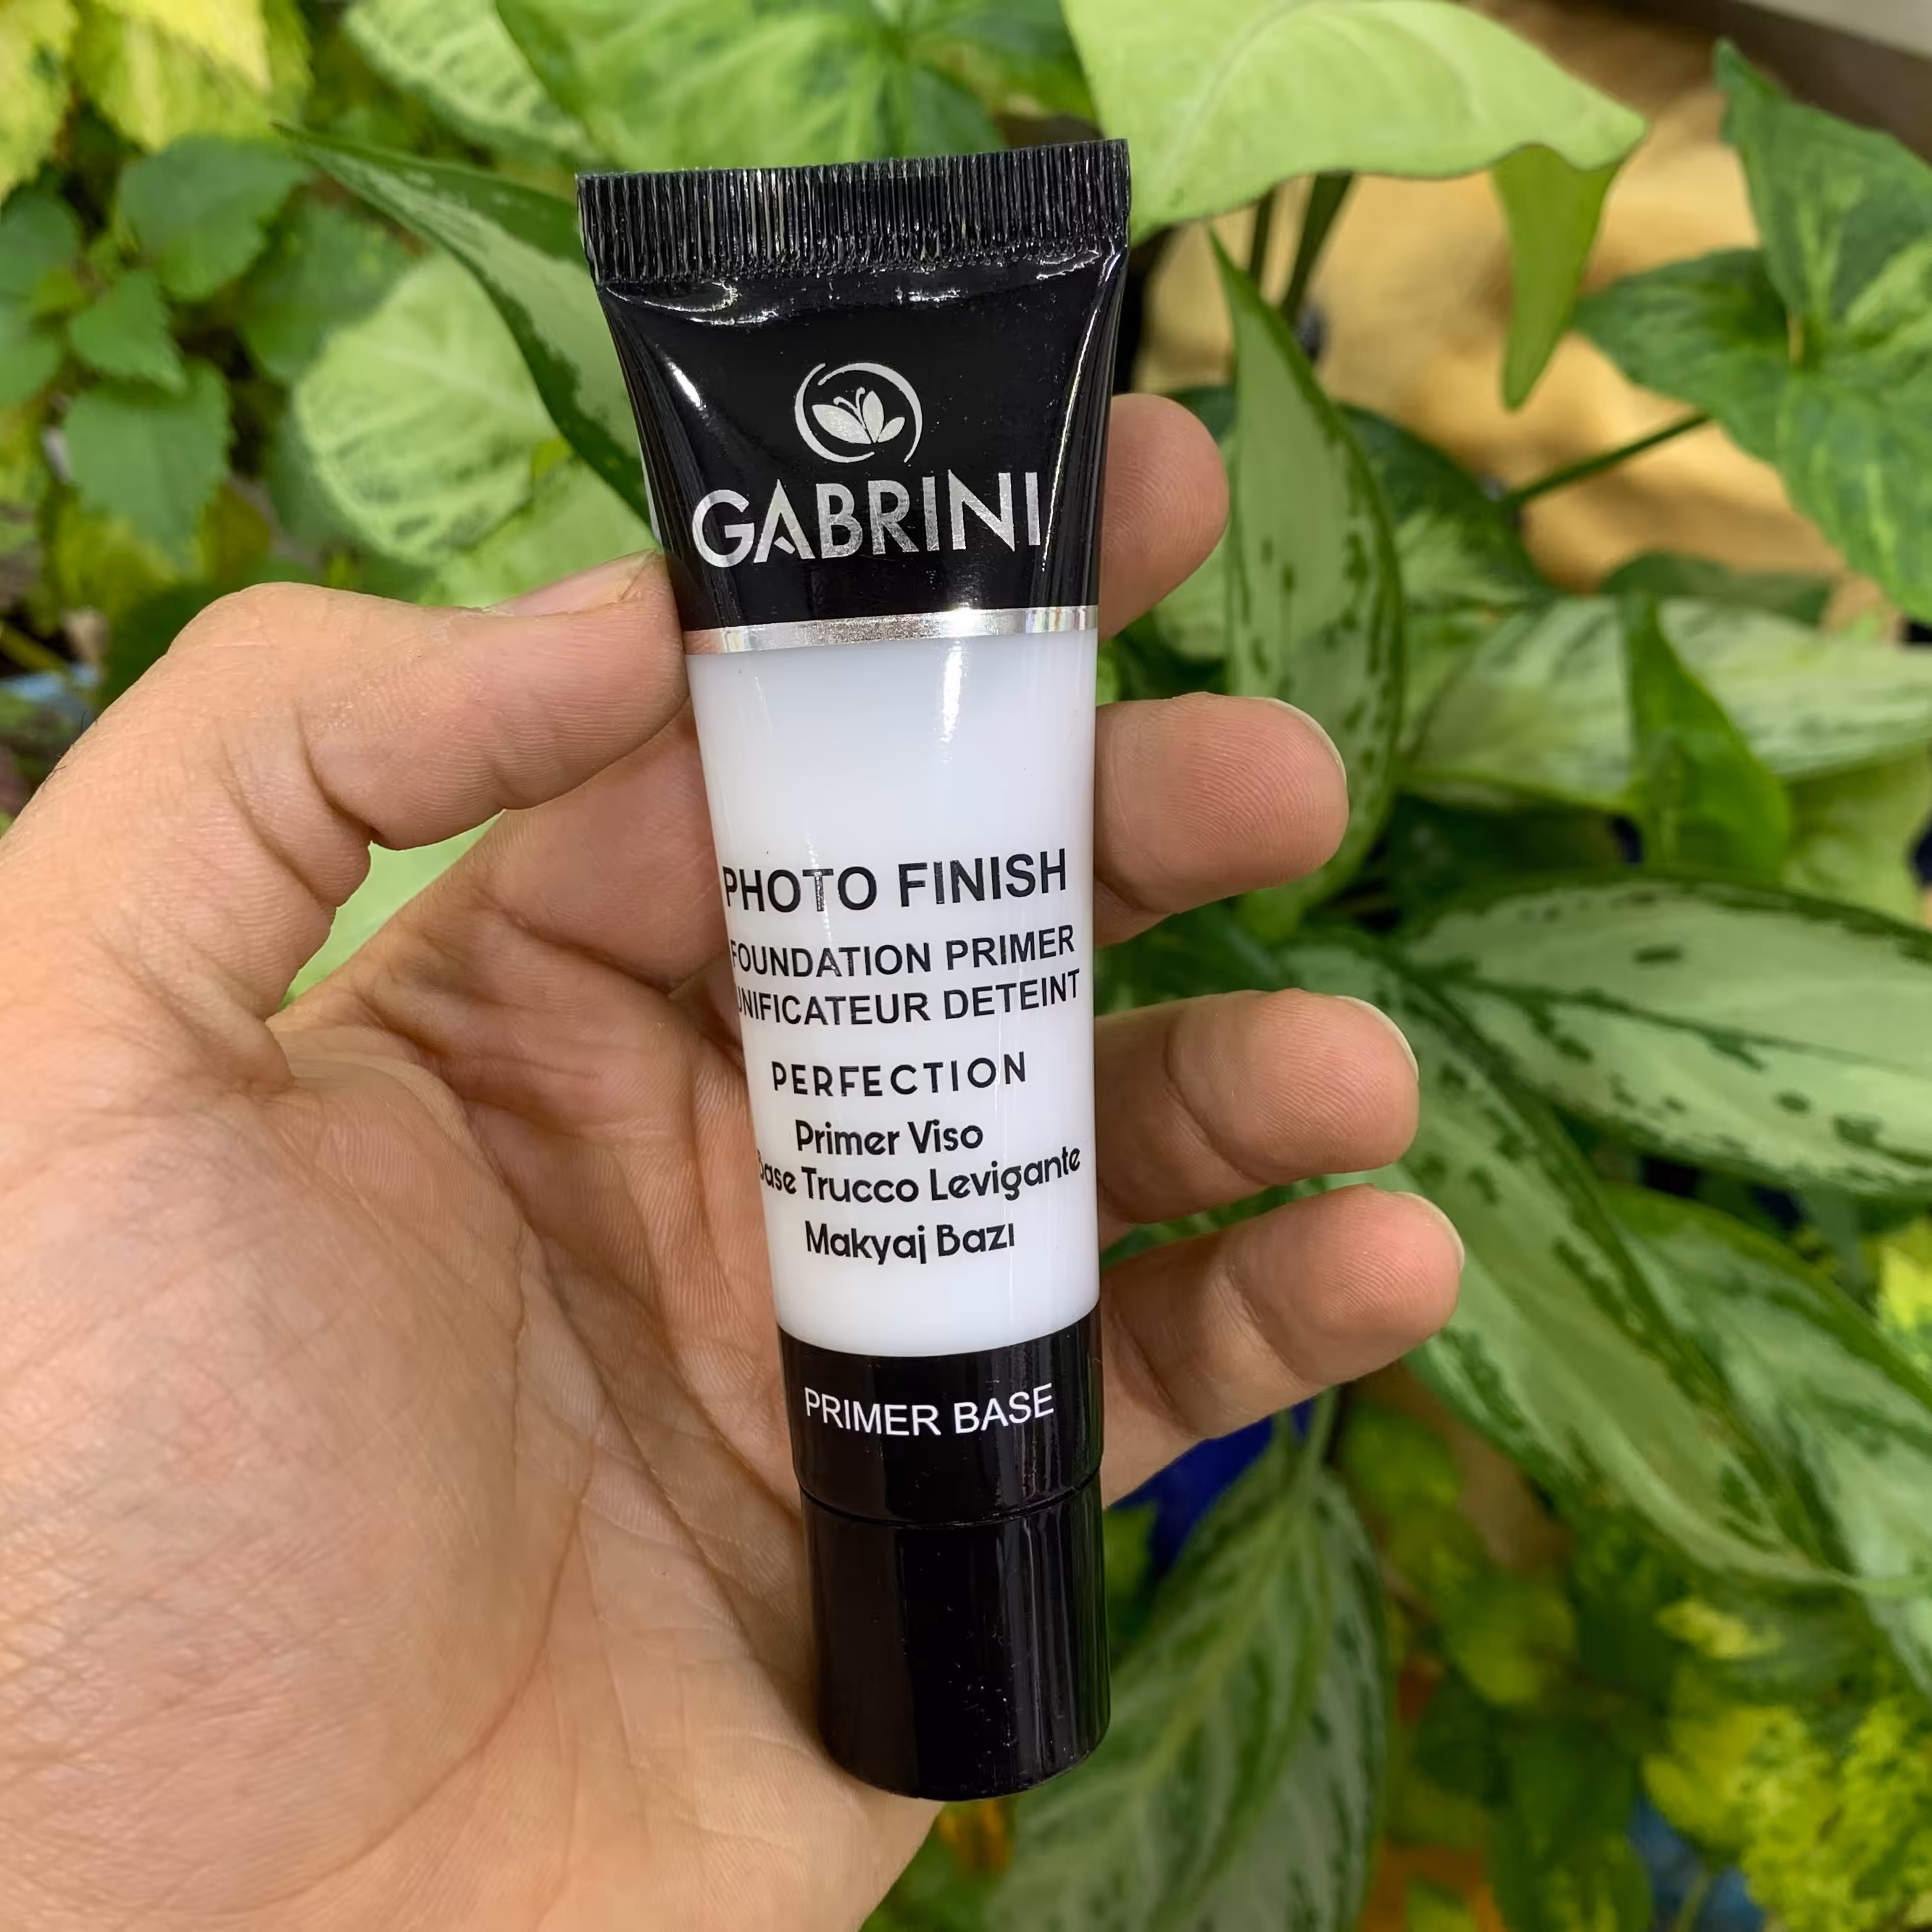 GABRINI
PHOTO FINISH
FOUNDATION PRIMER
UNIFICATEUR DETEINT
PERFECTION
Primer Viso
Base Trucco Levigante
Makyaj Bazı
PRIMER BASE